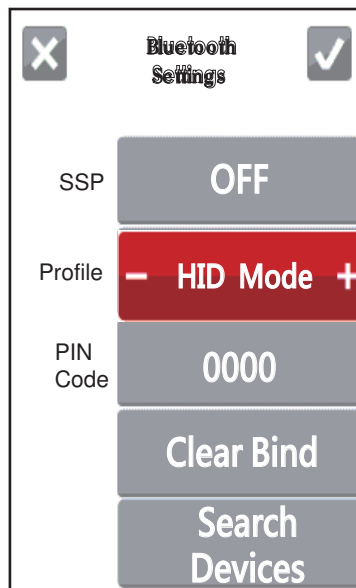 Bluetooth
Settings
SSP OFF
Profile − HID Mode +
PIN
Code
0000
Clear Bind
Search
Devices